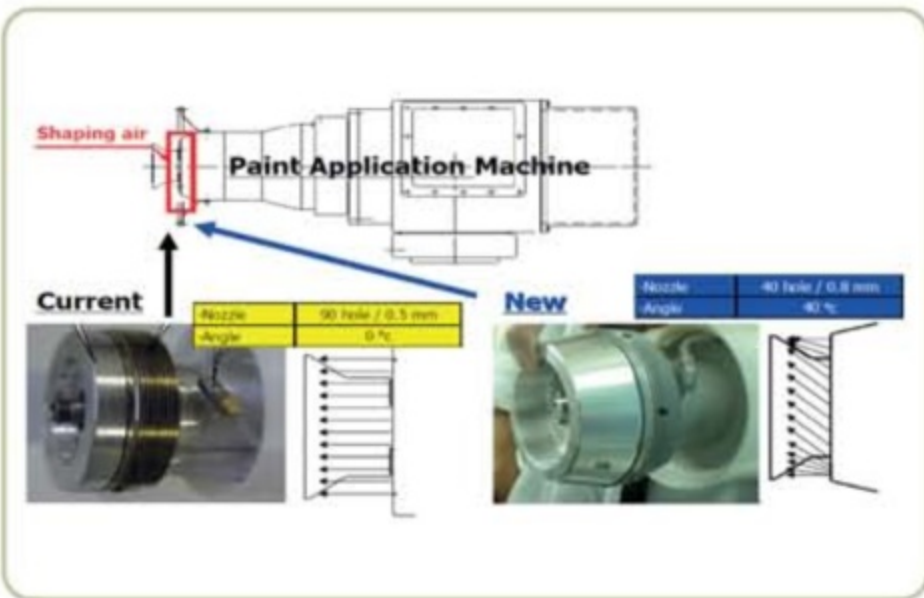 Shaping air
Paint Application Machine
Current
New
-Nozzle 90 hole / 0.5 mm
-Angle 0 °c
-Nozzle 40 hole / 0.8 mm
-Angle 40 °c